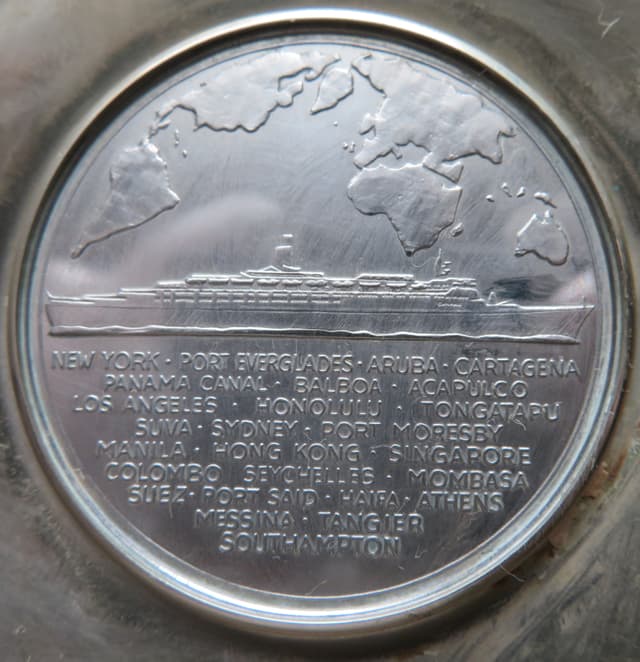 NEW YORK · PORT EVERGLADES · ARUBA · CARTAGENA
PANAMA CANAL · BALBOA · ACAPULCO
LOS ANGELES · HONOLULU · TONGATAPU
SUVA · SYDNEY · PORT MORESBY
MANILA · HONG KONG · SINGAPORE
COLOMBO SEYCHELLES · MOMBASA
SUEZ · PORT SAID · HAIFA · ATHENS
MESSINA · TANGIER
SOUTHAMPTON